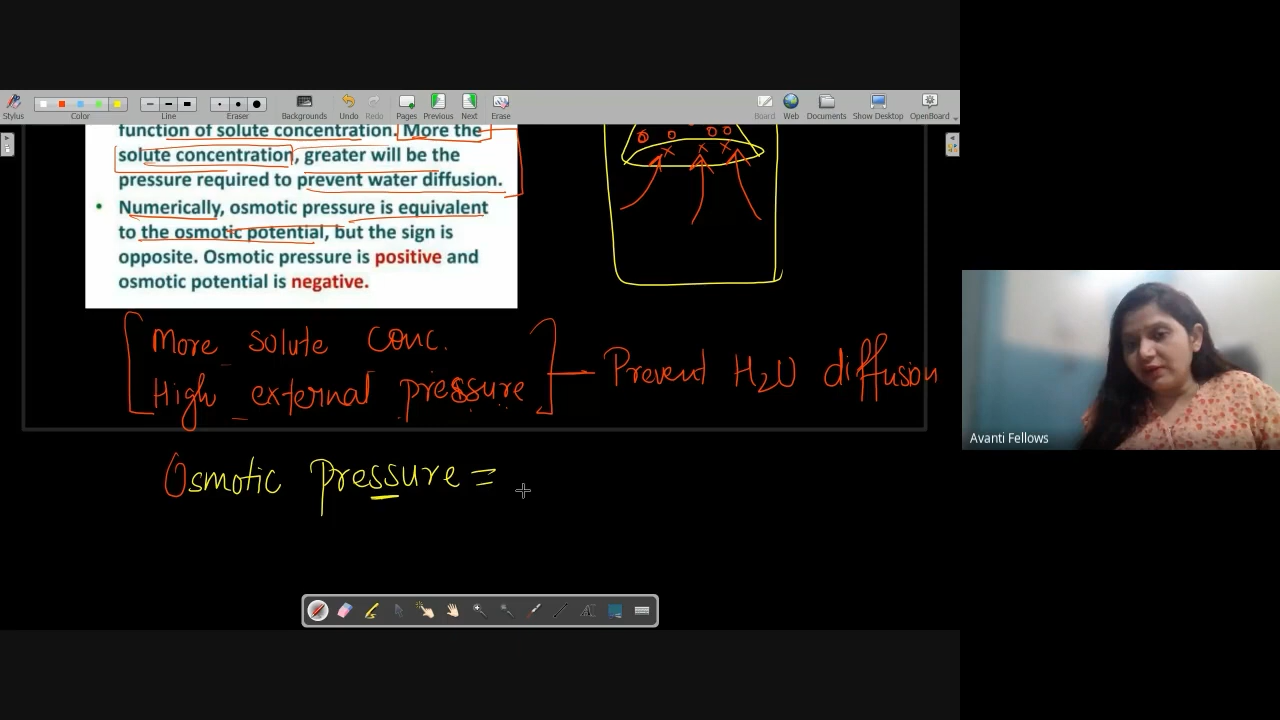 Stylus
Color
Line
Eraser
Backgrounds
Undo
Redo
Pages
Previous
Next
Erase
Board
Web
Documents
Show Desktop
OpenBoard
function of solute concentration. More the
solute concentration, greater will be the
pressure required to prevent water diffusion.
• Numerically, osmotic pressure is equivalent
to the osmotic potential, but the sign is
opposite. Osmotic pressure is positive and
osmotic potential is negative.
More solute Conc.
High external pressure
Prevent H2O diffusion
Osmotic pressure =
Avanti Fellows